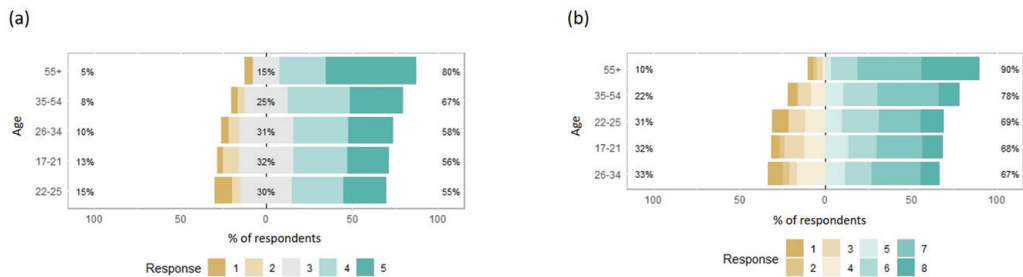 (a)
55+ 5% 15% 80%
35-54 8% 25% 67%
26-34 10% 31% 58%
17-21 13% 32% 56%
22-25 15% 30% 55%
Age
100 50 0 50 100
% of respondents
Response 1 2 3 4 5
(b)
55+ 10% 90%
35-54 22% 78%
22-25 31% 69%
17-21 32% 68%
26-34 33% 67%
Age
100 50 0 50 100
% of respondents
Response 1 3 5 7
2 4 6 8